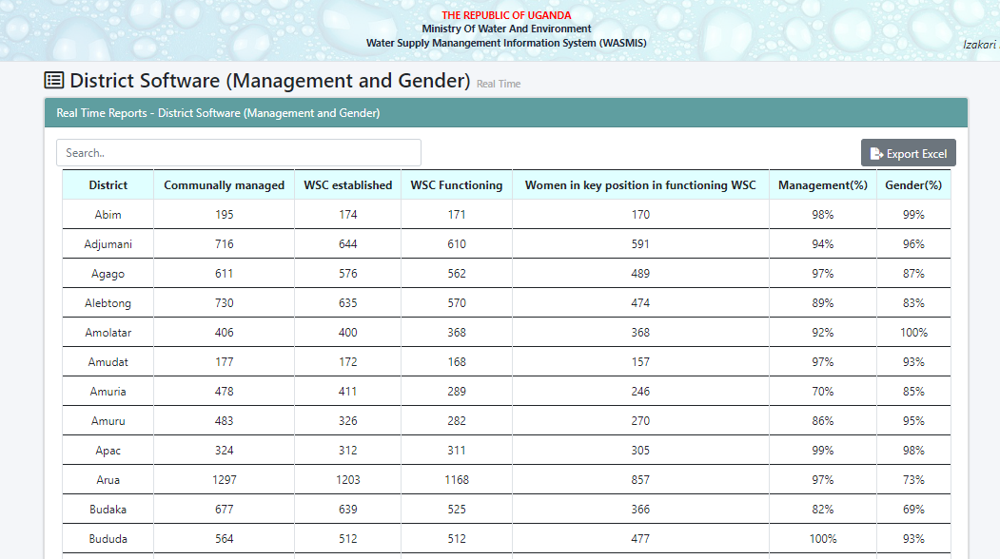 THE REPUBLIC OF UGANDA
Ministry Of Water And Environment
Water Supply Manangement Information System (WASMIS)
Izakari
District Software (Management and Gender) Real Time
Real Time Reports - District Software (Management and Gender)
Search..
Export Excel
District Communally managed WSC established WSC Functioning Women in key position in functioning WSC Management(%) Gender(%)
Abim 195 174 171 170 98% 99%
Adjumani 716 644 610 591 94% 96%
Agago 611 576 562 489 97% 87%
Alebtong 730 635 570 474 89% 83%
Amolatar 406 400 368 368 92% 100%
Amudat 177 172 168 157 97% 93%
Amuria 478 411 289 246 70% 85%
Amuru 483 326 282 270 86% 95%
Apac 324 312 311 305 99% 98%
Arua 1297 1203 1168 857 97% 73%
Budaka 677 639 525 366 82% 69%
Bududa 564 512 512 477 100% 93%